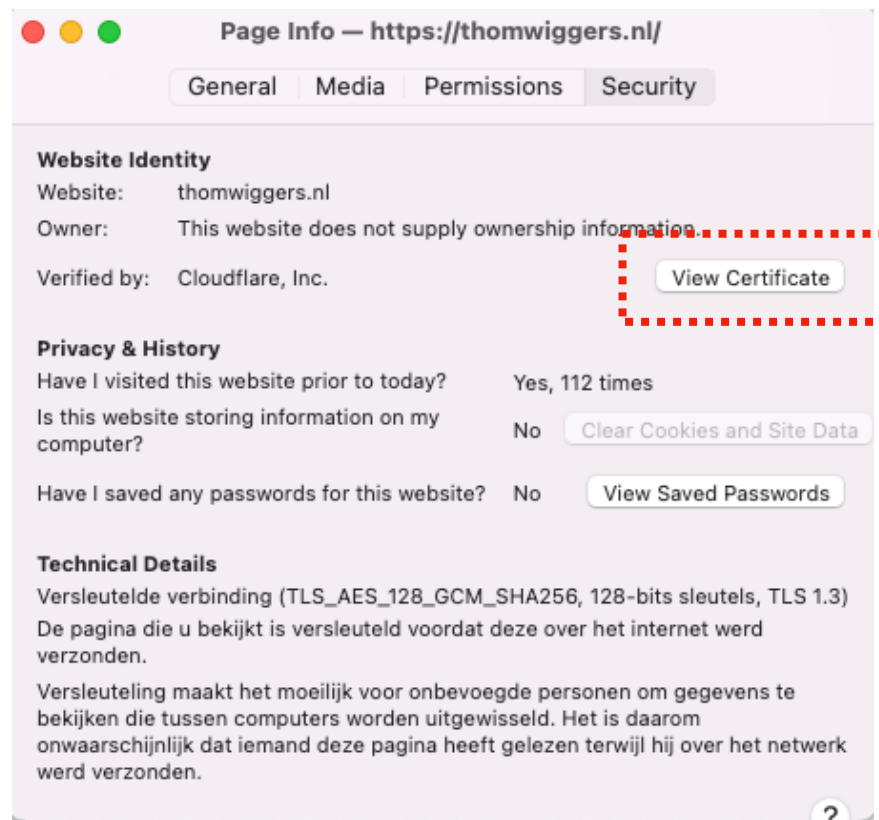 Page Info — https://thomwiggers.nl/
General Media Permissions Security
Website Identity
Website: thomwiggers.nl
Owner: This website does not supply ownership information.
Verified by: Cloudflare, Inc. View Certificate
Privacy & History
Have I visited this website prior to today? Yes, 112 times
Is this website storing information on my
computer? No Clear Cookies and Site Data
Have I saved any passwords for this website? No View Saved Passwords
Technical Details
Versleutelde verbinding (TLS_AES_128_GCM_SHA256, 128-bits sleutels, TLS 1.3)
De pagina die u bekijkt is versleuteld voordat deze over het internet werd
verzonden.
Versleuteling maakt het moeilijk voor onbevoegde personen om gegevens te
bekijken die tussen computers worden uitgewisseld. Het is daarom
onwaarschijnlijk dat iemand deze pagina heeft gelezen terwijl hij over het netwerk
werd verzonden.
?